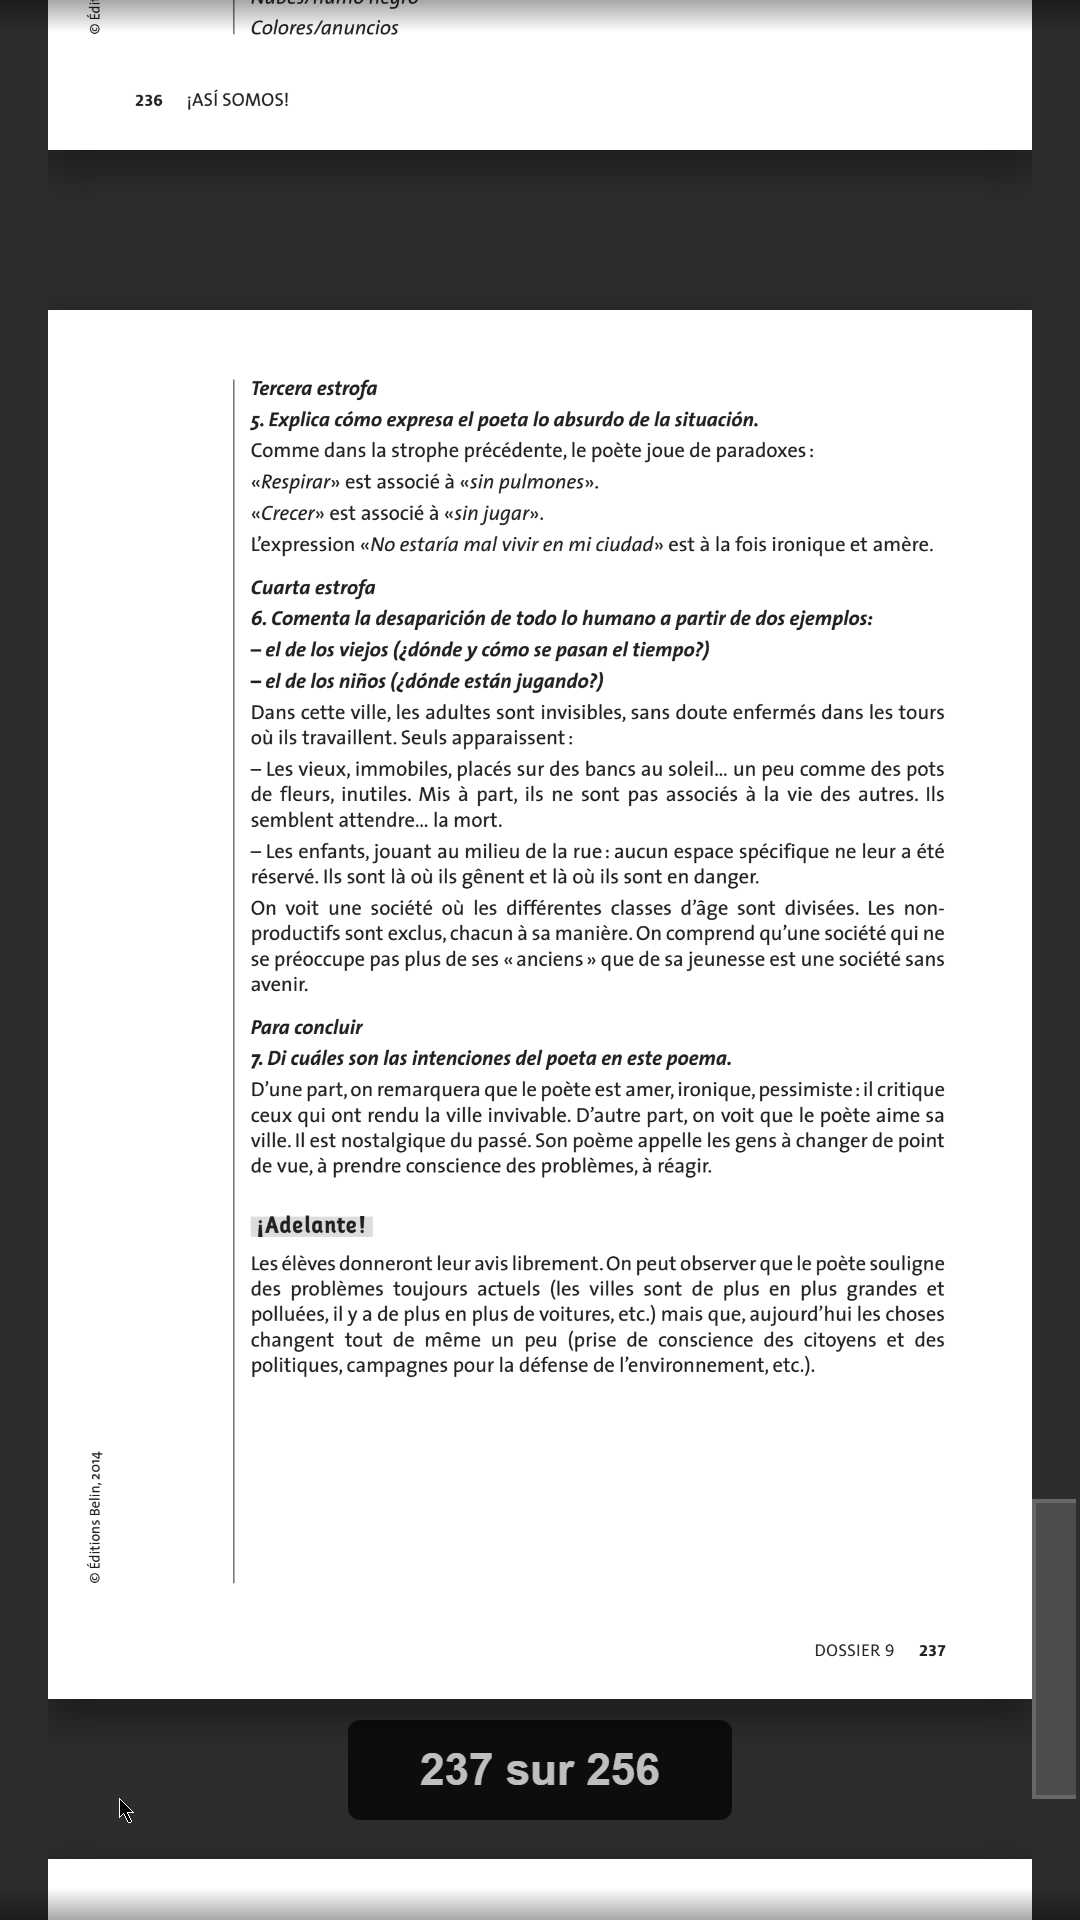 Colores/anuncios
236 ¡ASÍ SOMOS!
Tercera estrofa
5. Explica cómo expresa el poeta lo absurdo de la situación.
Comme dans la strophe précédente, le poète joue de paradoxes :
«Respirar» est associé à «sin pulmones».
«Crecer» est associé à «sin jugar».
L’expression «No estaría mal vivir en mi ciudad» est à la fois ironique et amère.
Cuarta estrofa
6. Comenta la desaparición de todo lo humano a partir de dos ejemplos:
– el de los viejos (¿dónde y cómo se pasan el tiempo?)
– el de los niños (¿dónde están jugando?)
Dans cette ville, les adultes sont invisibles, sans doute enfermés dans les tours
où ils travaillent. Seuls apparaissent :
– Les vieux, immobiles, placés sur des bancs au soleil... un peu comme des pots
de fleurs, inutiles. Mis à part, ils ne sont pas associés à la vie des autres. Ils
semblent attendre... la mort.
– Les enfants, jouant au milieu de la rue : aucun espace spécifique ne leur a été
réservé. Ils sont là où ils gênent et là où ils sont en danger.
On voit une société où les différentes classes d’âge sont divisées. Les non-
productifs sont exclus, chacun à sa manière. On comprend qu’une société qui ne
se préoccupe pas plus de ses « anciens » que de sa jeunesse est une société sans
avenir.
Para concluir
7. Di cuáles son las intenciones del poeta en este poema.
D’une part, on remarquera que le poète est amer, ironique, pessimiste : il critique
ceux qui ont rendu la ville invivable. D’autre part, on voit que le poète aime sa
ville. Il est nostalgique du passé. Son poème appelle les gens à changer de point
de vue, à prendre conscience des problèmes, à réagir.
¡Adelante!
Les élèves donneront leur avis librement. On peut observer que le poète souligne
des problèmes toujours actuels (les villes sont de plus en plus grandes et
polluées, il y a de plus en plus de voitures, etc.) mais que, aujourd’hui les choses
changent tout de même un peu (prise de conscience des citoyens et des
politiques, campagnes pour la défense de l’environnement, etc.).
© Éditions Belin, 2014
DOSSIER 9 237
237 sur 256